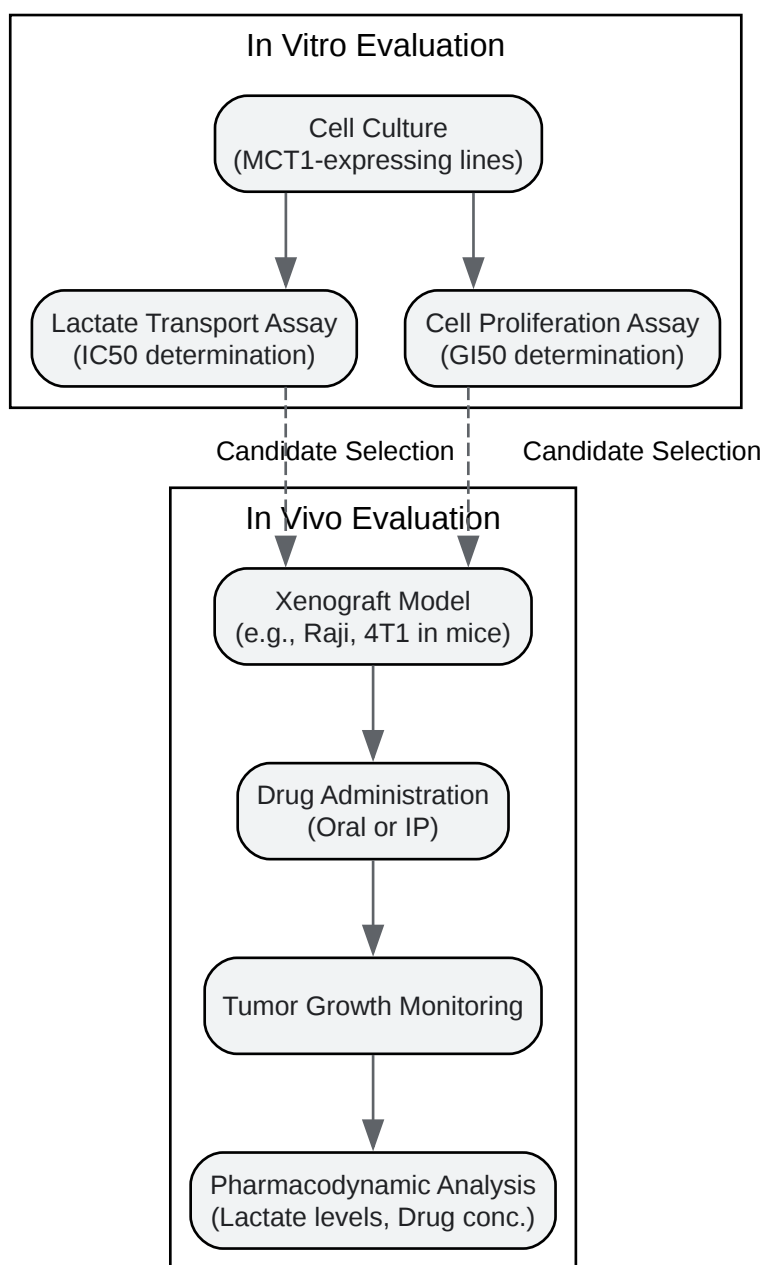 In Vitro Evaluation
Cell Culture
(MCT1-expressing lines)
Lactate Transport Assay
(IC50 determination)
Cell Proliferation Assay
(GI50 determination)
Candidate Selection
Candidate Selection
In Vivo Evaluation
Xenograft Model
(e.g., Raji, 4T1 in mice)
Drug Administration
(Oral or IP)
Tumor Growth Monitoring
Pharmacodynamic Analysis
(Lactate levels, Drug conc.)